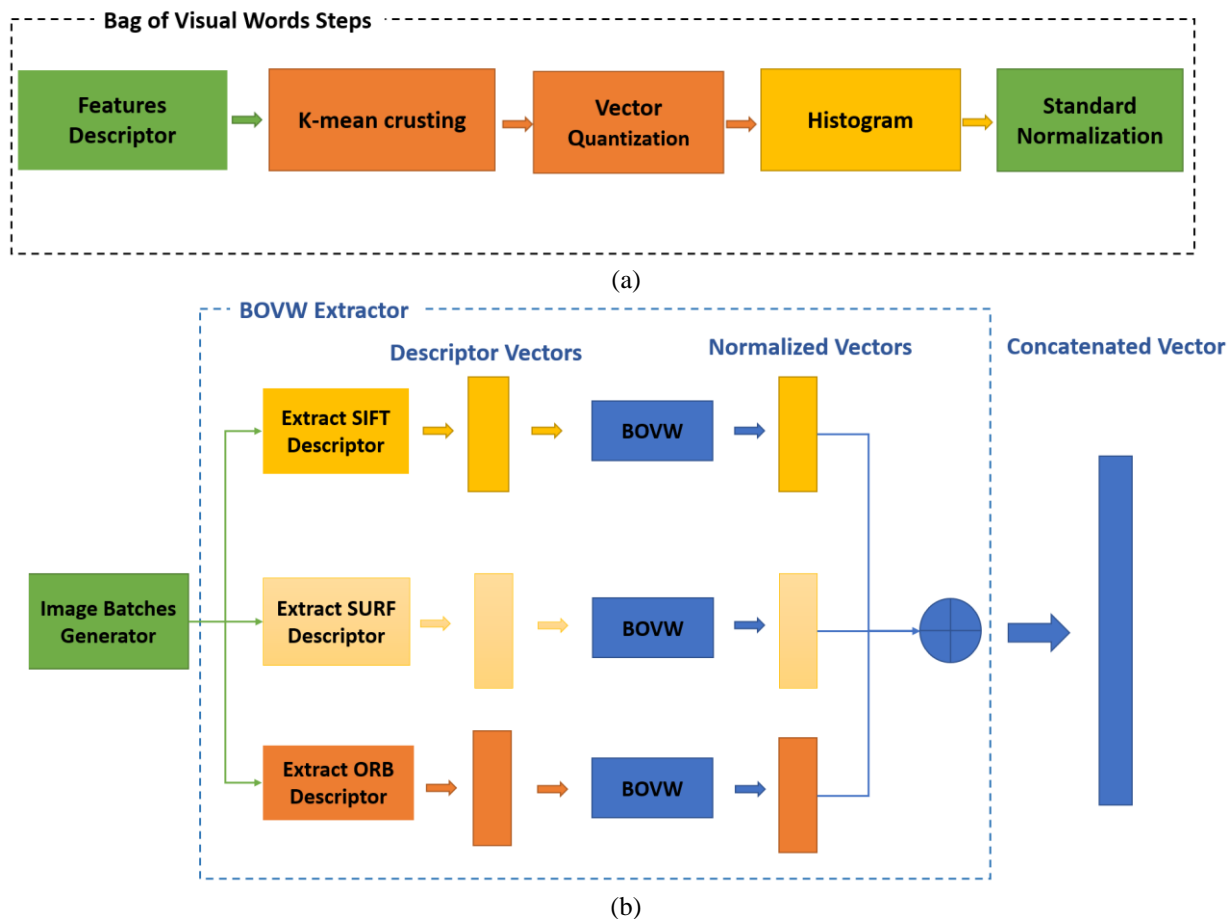 Bag of Visual Words Steps
Features
Descriptor
K-mean crusting
Vector
Quantization
Histogram
Standard
Normalization
(a)
BOVW Extractor
Descriptor Vectors
Normalized Vectors
Concatenated Vector
Extract SIFT
Descriptor
BOVW
Image Batches
Generator
Extract SURF
Descriptor
BOVW
Extract ORB
Descriptor
BOVW
(b)